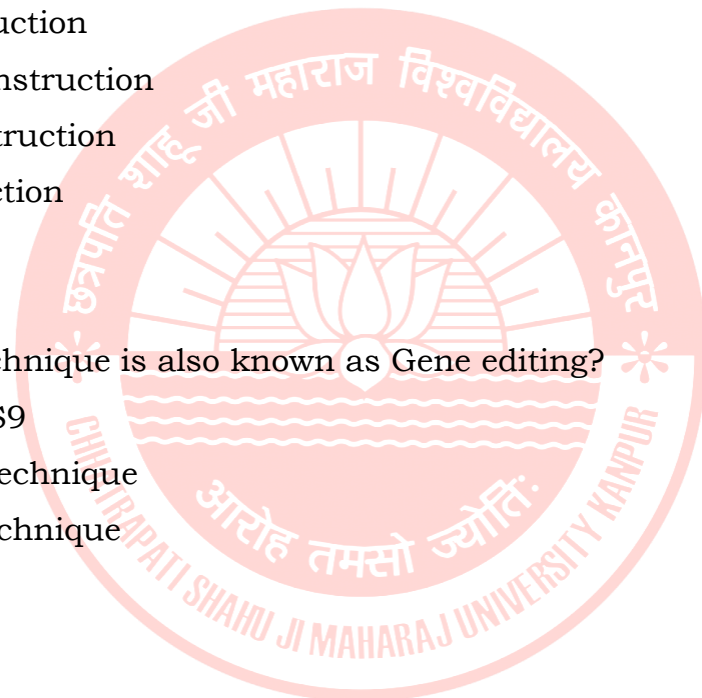 uction
nstruction
truction
ction
chnique is also known as Gene editing?
S9
echnique
chnique
छत्रपति शाहू जी महाराज विश्वविद्यालय कानपुर
आरोह तमसो ज्योतिः
CHHATRAPATI SHAHU JI MAHARAJ UNIVERSITY KANPUR